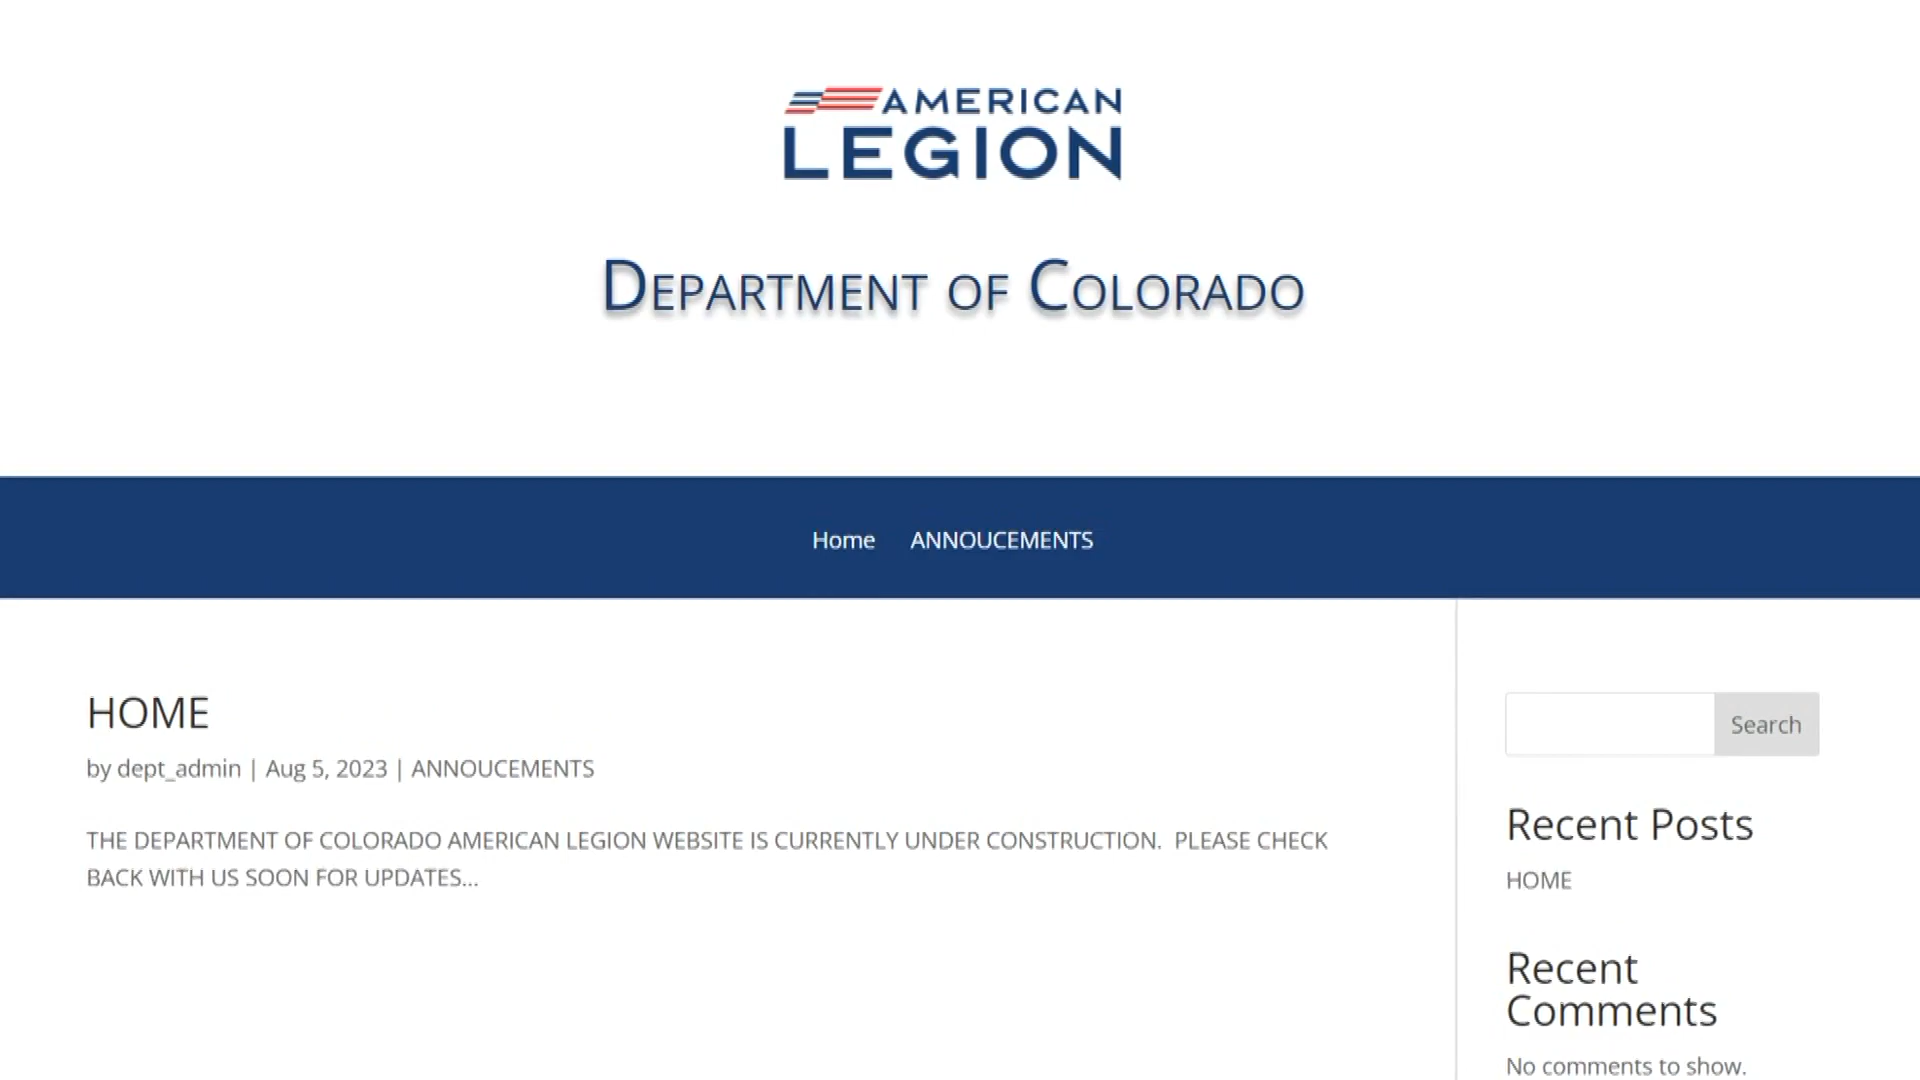 AMERICAN
LEGION
Department of Colorado
Home ANNOUCEMENTS
HOME
by dept_admin | Aug 5, 2023 | ANNOUCEMENTS
THE DEPARTMENT OF COLORADO AMERICAN LEGION WEBSITE IS CURRENTLY UNDER CONSTRUCTION. PLEASE CHECK
BACK WITH US SOON FOR UPDATES...
Search
Recent Posts
HOME
Recent
Comments
No comments to show.